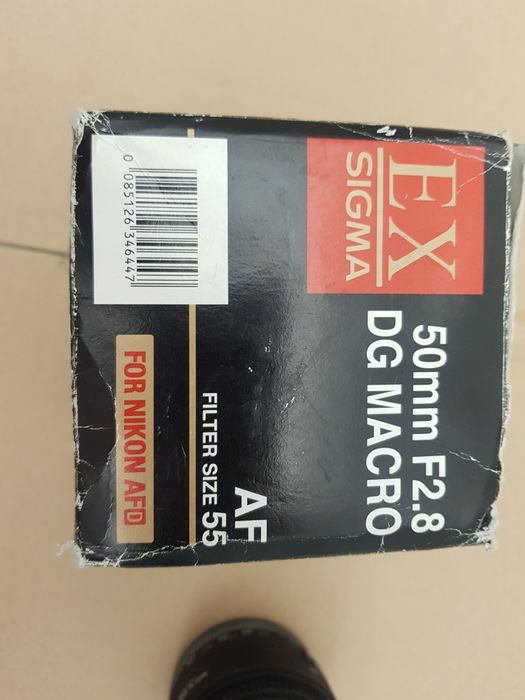 EX
SIGMA
50mm F2.8
DG MACRO
AF
FILTER SIZE 55
FOR NIKON AFD
0 085126 346447